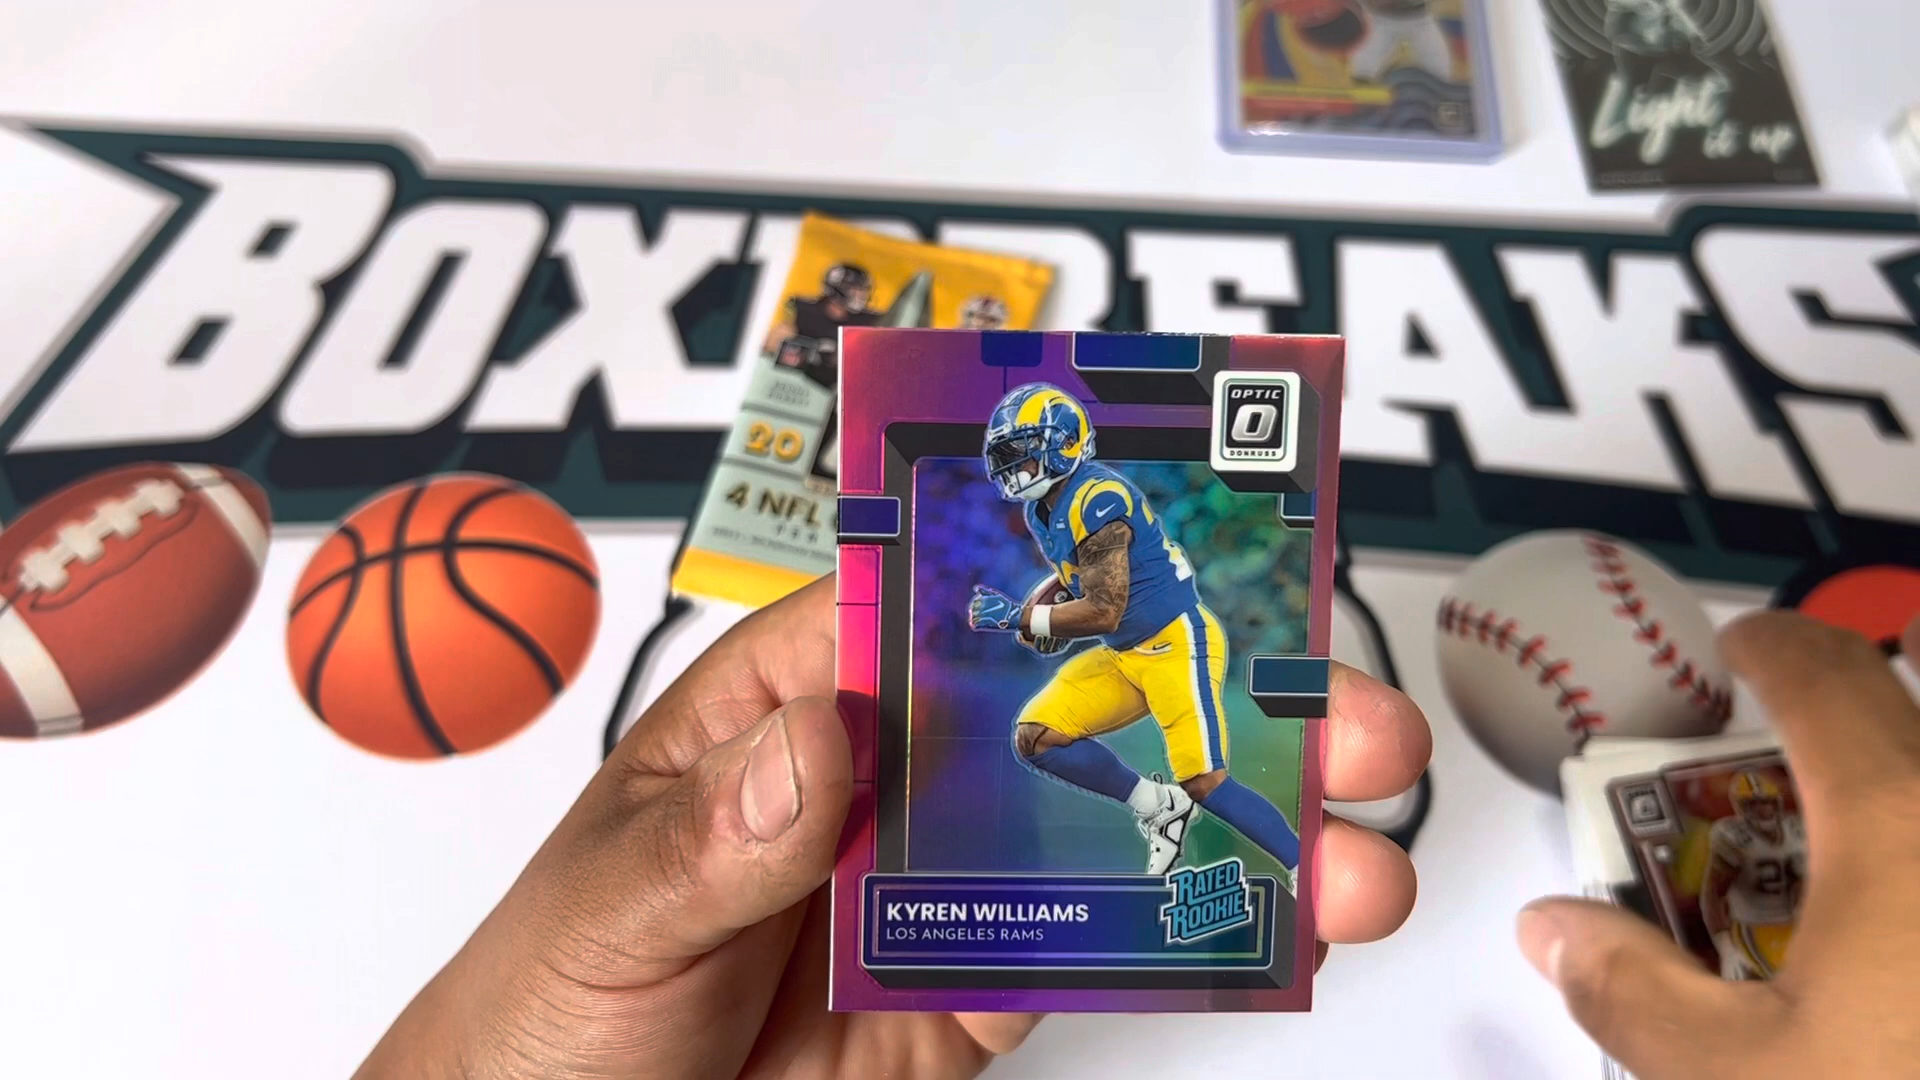 Light
it up
BOXBREAKS
20
4 NFL
OPTIC
O
DONRUSS
RATED
ROOKIE
KYREN WILLIAMS
LOS ANGELES RAMS